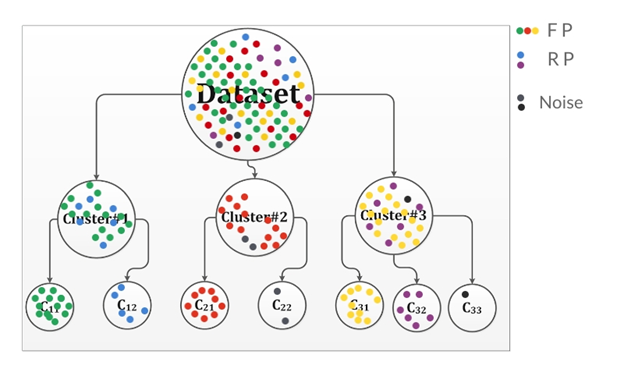 F P
R P
Noise
Dataset
Cluster#1
Cluster#2
Cluster#3
C11
C12
C21
C22
C31
C32
C33